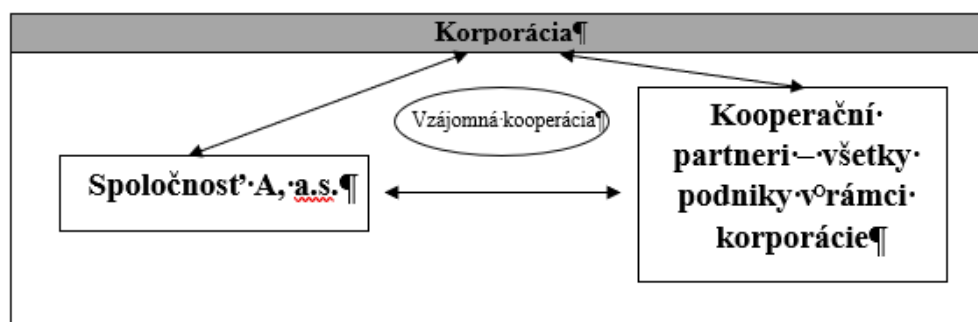 Korporácia¶
Vzájomná·kooperácia¶
Spoločnosť·A,·a.s.¶
Kooperační·
partneri·–·všetky·
podniky·v°rámci·
korporácie¶